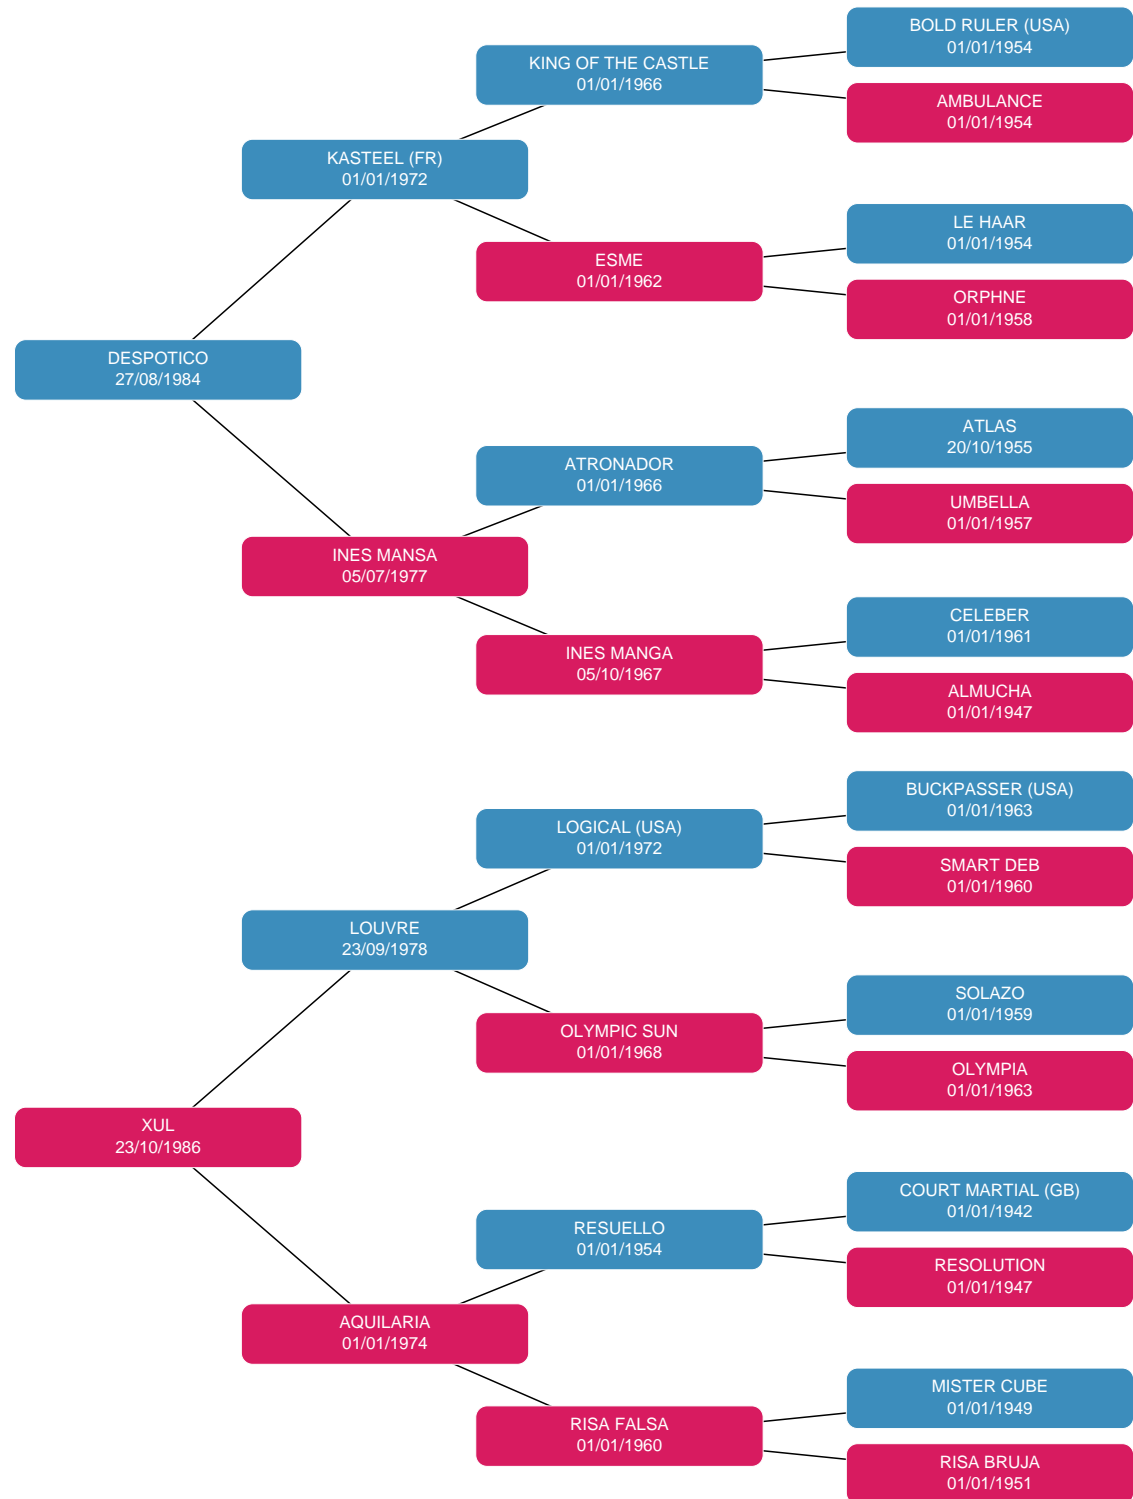 BOLD RULER (USA)
01/01/1954
KING OF THE CASTLE
01/01/1966
AMBULANCE
01/01/1954
KASTEEL (FR)
01/01/1972
LE HAAR
01/01/1954
ESME
01/01/1962
ORPHNE
01/01/1958
DESPOTICO
27/08/1984
ATLAS
20/10/1955
ATRONADOR
01/01/1966
UMBELLA
01/01/1957
INES MANSA
05/07/1977
CELEBER
01/01/1961
INES MANGA
05/10/1967
ALMUCHA
01/01/1947
BUCKPASSER (USA)
01/01/1963
LOGICAL (USA)
01/01/1972
SMART DEB
01/01/1960
LOUVRE
23/09/1978
SOLAZO
01/01/1959
OLYMPIC SUN
01/01/1968
OLYMPIA
01/01/1963
XUL
23/10/1986
COURT MARTIAL (GB)
01/01/1942
RESUELLO
01/01/1954
RESOLUTION
01/01/1947
AQUILARIA
01/01/1974
MISTER CUBE
01/01/1949
RISA FALSA
01/01/1960
RISA BRUJA
01/01/1951